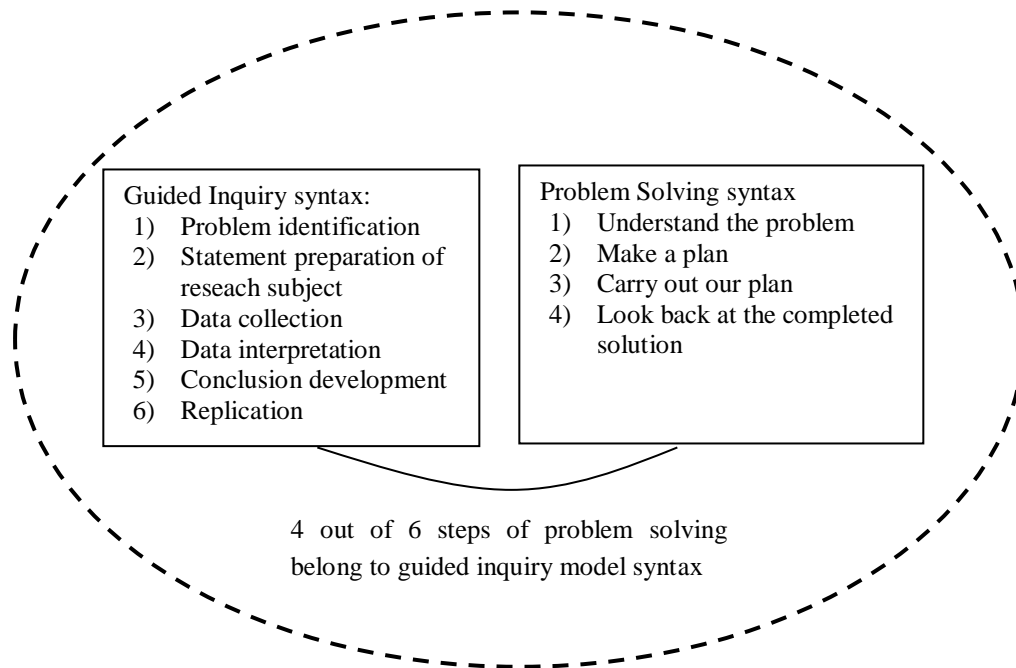 Guided Inquiry syntax:
1) Problem identification
2) Statement preparation of
reseach subject
3) Data collection
4) Data interpretation
5) Conclusion development
6) Replication
Problem Solving syntax
1) Understand the problem
2) Make a plan
3) Carry out our plan
4) Look back at the completed
solution
4 out of 6 steps of problem solving
belong to guided inquiry model syntax